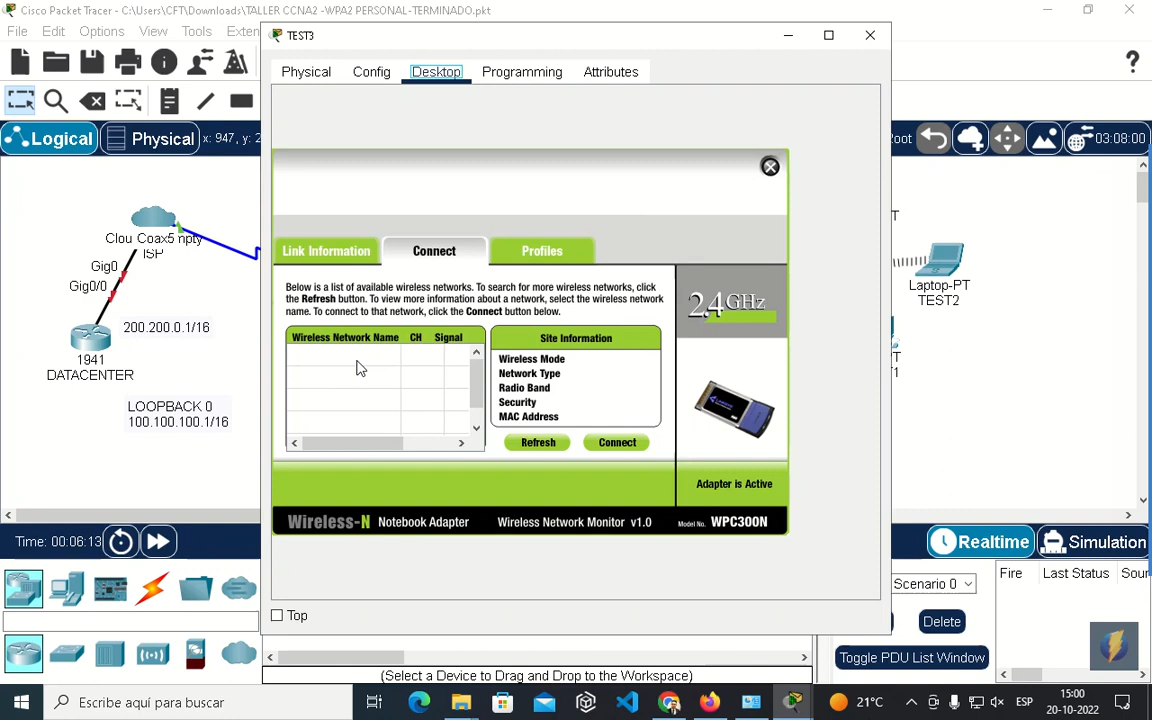 Cisco Packet Tracer - C:\Users\CFT\Downloads\TALLER CCNA2 -WPA2 PERSONAL-TERMINADO.pkt
File Edit Options View Tools Exten
TEST3
Physical Config Desktop Programming Attributes
Logical Physical x: 947, y: 2
Root 03:08:00
Clou Coax5 npty
ISP
Gig0
Gig0/0
200.200.0.1/16
1941
DATACENTER
LOOPBACK 0
100.100.100.1/16
Link Information Connect Profiles
Below is a list of available wireless networks. To search for more wireless networks, click
the Refresh button. To view more information about a network, select the wireless network
name. To connect to that network, click the Connect button below.
Wireless Network Name CH Signal
Site Information
Wireless Mode
Network Type
Radio Band
Security
MAC Address
Refresh Connect
2.4GHz
Adapter is Active
Wireless-N Notebook Adapter Wireless Network Monitor v1.0 Model No. WPC300N
Top
T
Laptop-PT
TEST2
T
1
Time: 00:06:13
Realtime Simulation
Scenario 0
Fire Last Status Sour
Delete
Toggle PDU List Window
(Select a Device to Drag and Drop to the Workspace)
Escribe aquí para buscar
21°C
ESP
15:00
20-10-2022